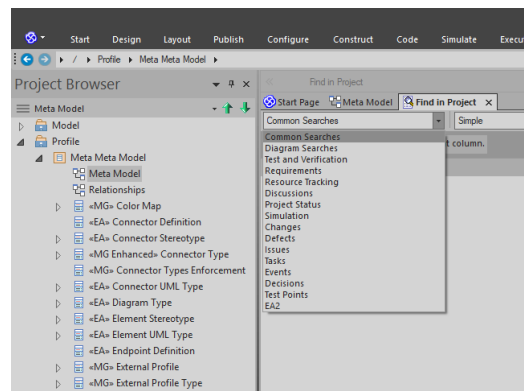 Start Design Layout Publish Configure Construct Code Simulate Execu
/ Profile Meta Meta Model
Project Browser
Meta Model
Model
Profile
Meta Meta Model
Meta Model
Relationships
«MG» Color Map
«EA» Connector Definition
«EA» Connector Stereotype
«MG Enhanced» Connector Type
«MG» Connector Types Enforcement
«EA» Connector UML Type
«EA» Diagram Type
«EA» Element Stereotype
«EA» Element UML Type
«EA» Endpoint Definition
«MG» External Profile
«MG» External Profile Type
Find in Project
Start Page Meta Model Find in Project
Common Searches Simple
t column.
Common Searches
Diagram Searches
Test and Verification
Requirements
Resource Tracking
Discussions
Project Status
Simulation
Changes
Defects
Issues
Tasks
Events
Decisions
Test Points
EA2